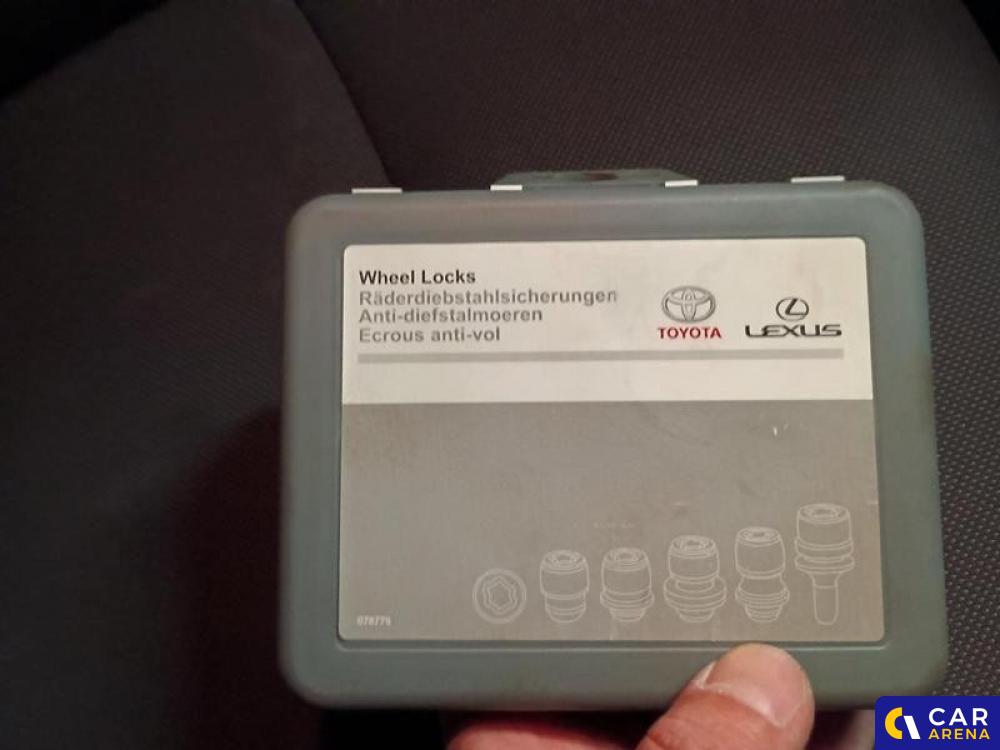 Wheel Locks
Räderdiebstahlsicherungen
Anti-diefstalmoeren
Ecrous anti-vol
TOYOTA
LEXUS
CAR
ARENA